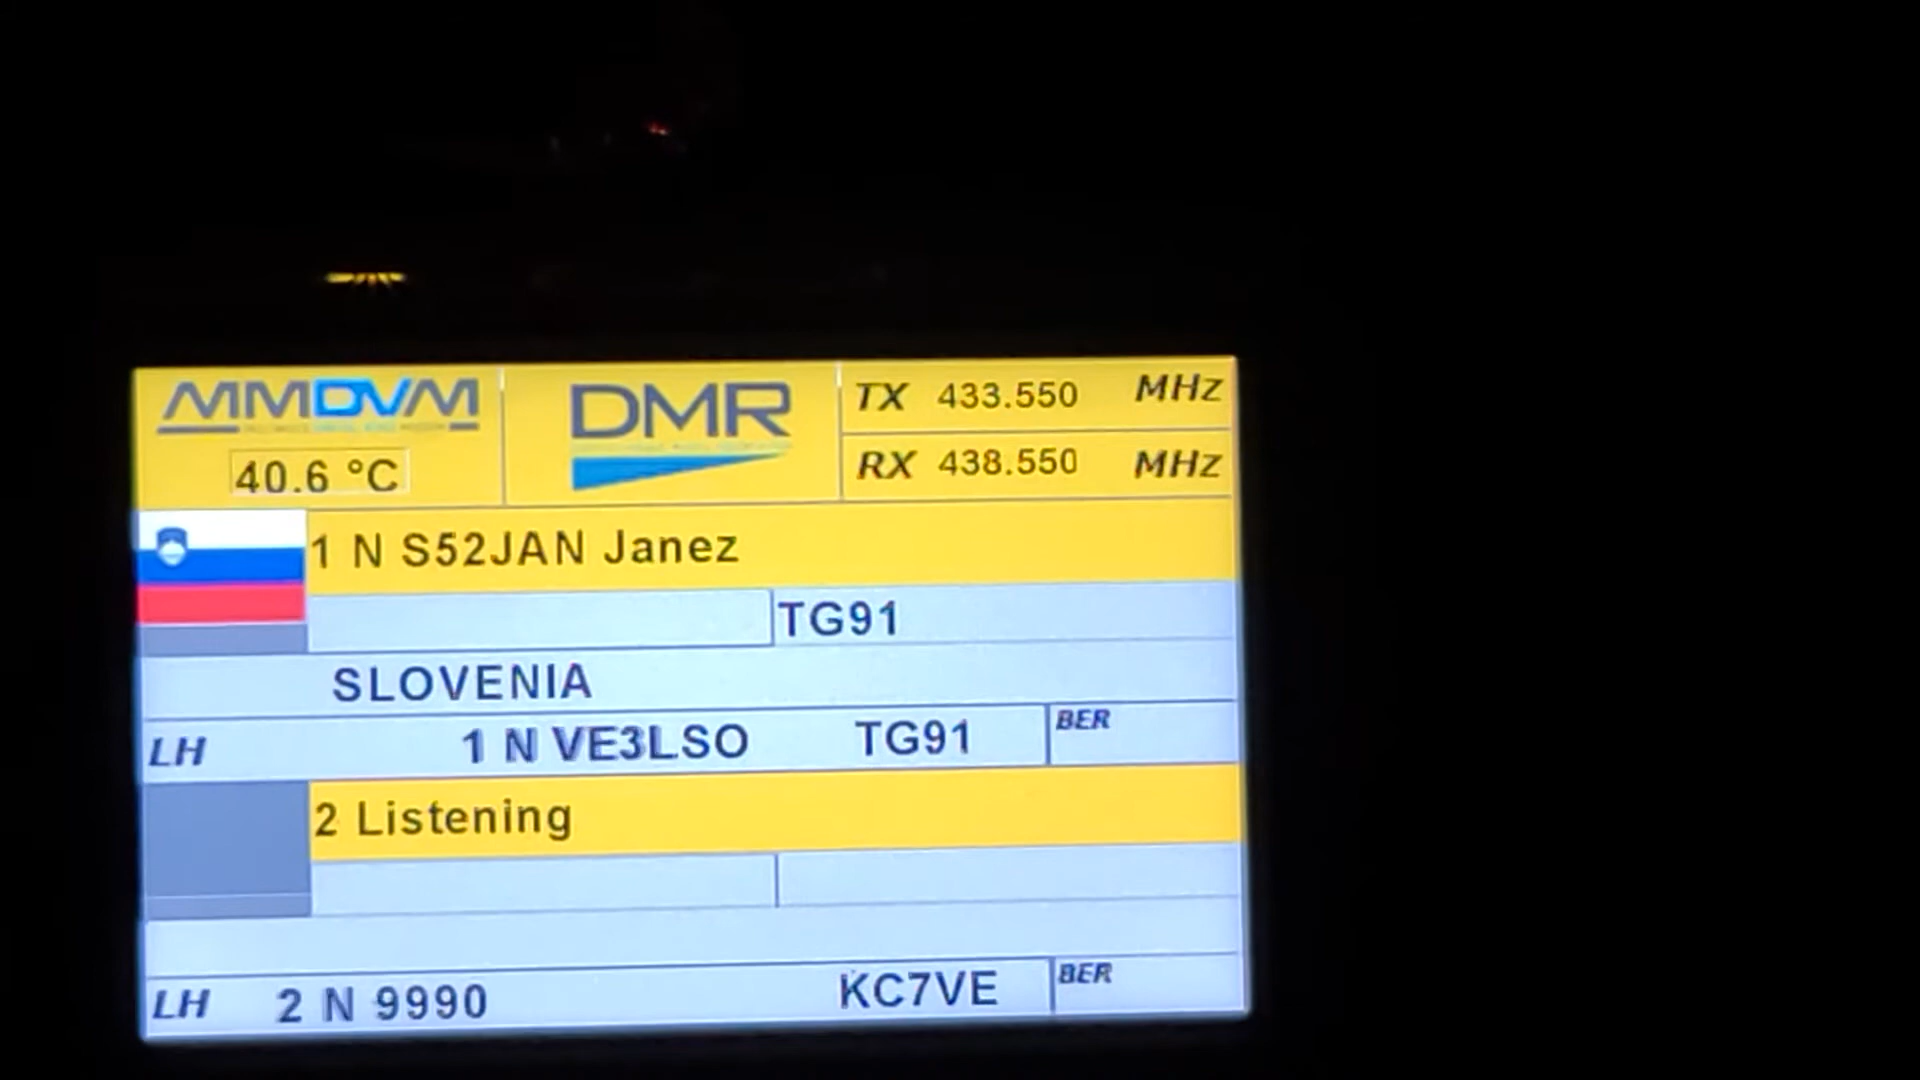 MMDVM
DMR
TX 433.550 MHz
40.6 °C
RX 438.550 MHz
1 N S52JAN Janez
TG91
SLOVENIA
LH 1 N VE3LSO TG91 BER
2 Listening
LH 2 N 9990 KC7VE BER